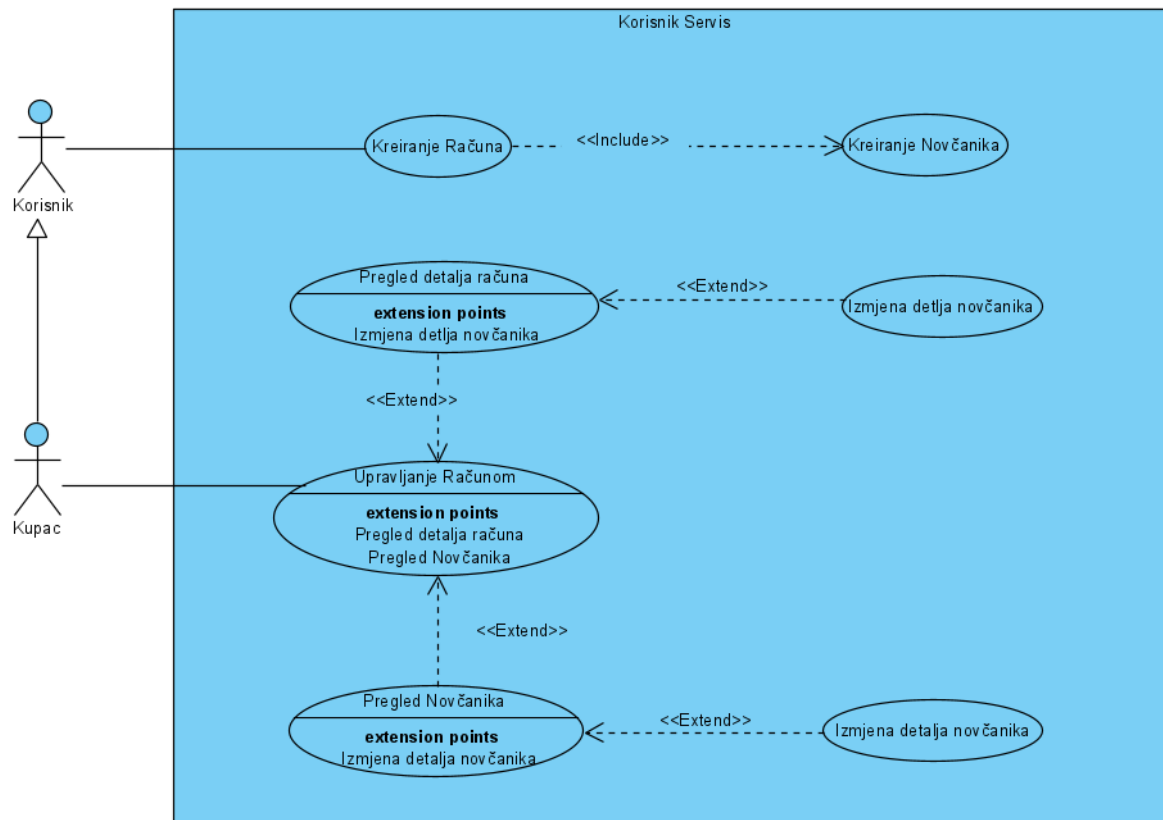 Korisnik Servis
Korisnik
Kreiranje Računa
<<Include>>
Kreiranje Novčanika
Pregled detalja računa
extension points
Izmjena detlja novčanika
<<Extend>>
Izmjena detlja novčanika
<<Extend>>
Kupac
Upravljanje Računom
extension points
Pregled detalja računa
Pregled Novčanika
<<Extend>>
Pregled Novčanika
extension points
Izmjena detalja novčanika
<<Extend>>
Izmjena detalja novčanika